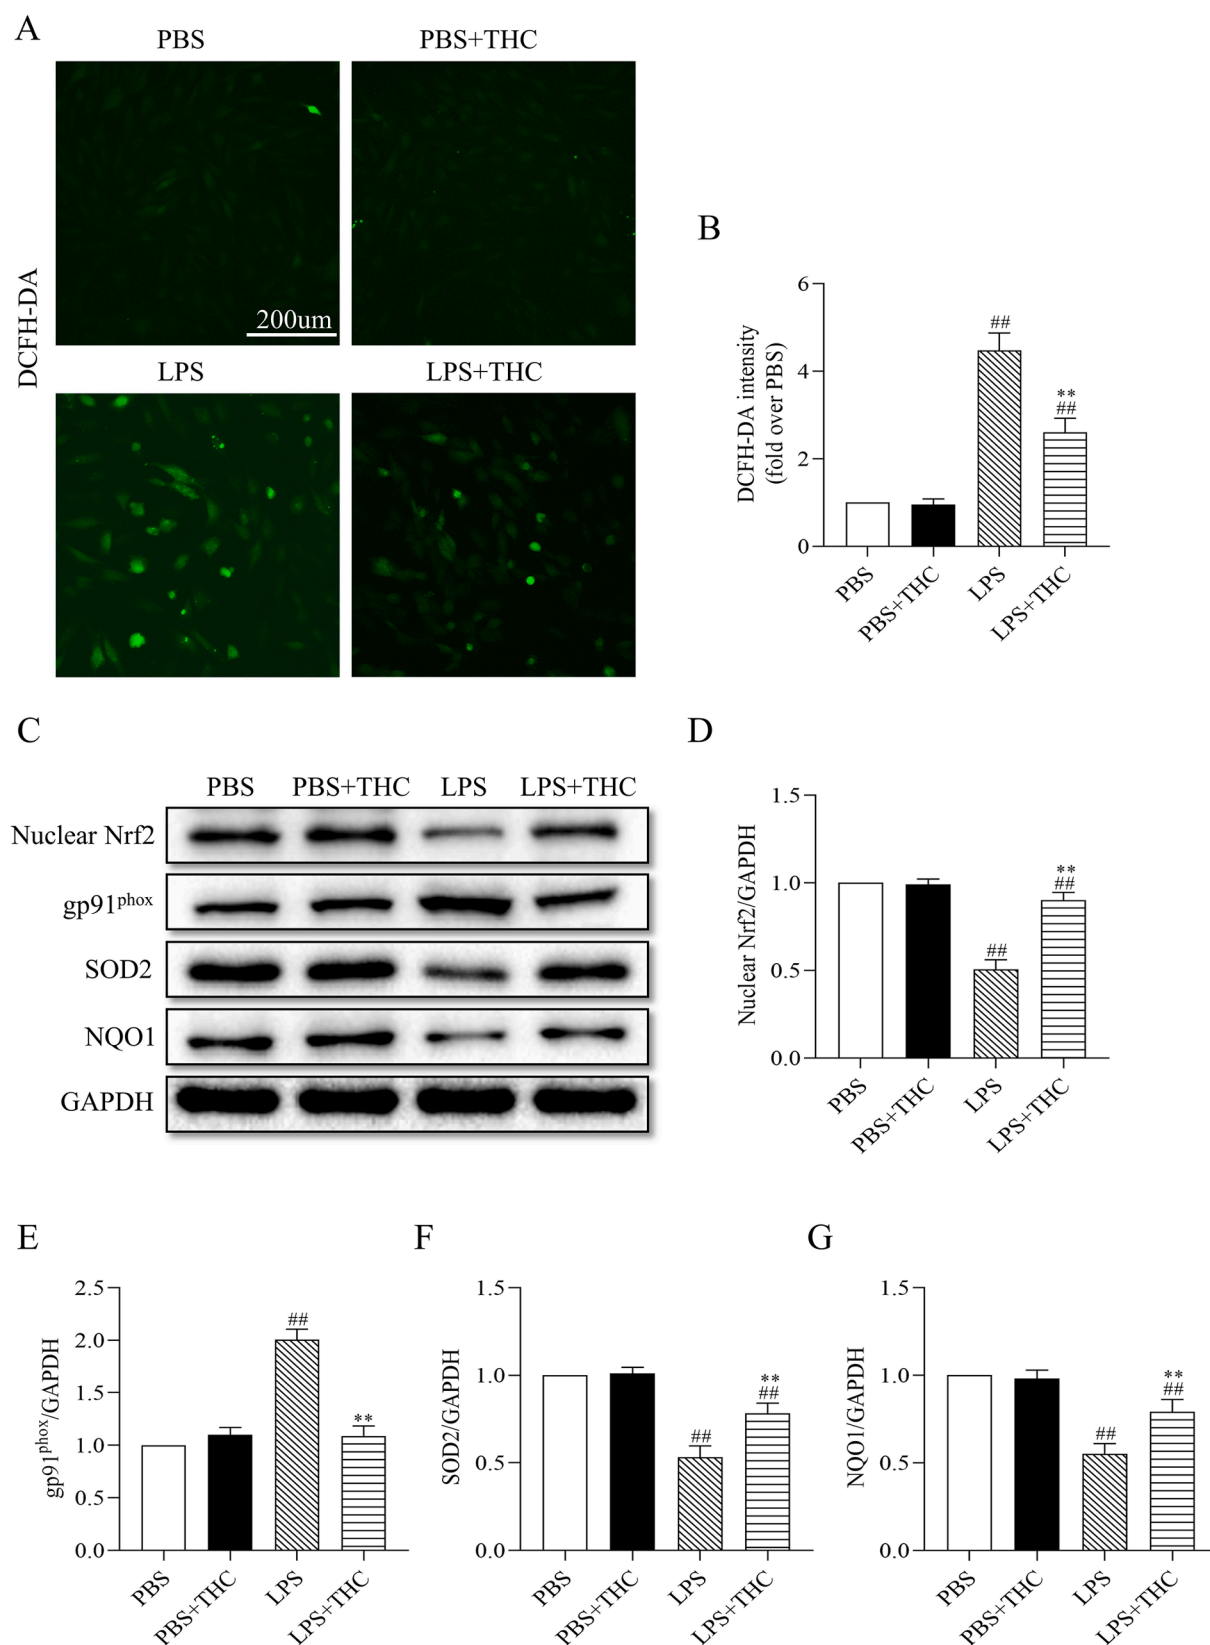 A
PBS
PBS+THC
DCFH-DA
200um
LPS
LPS+THC
B
DCFH-DA intensity
(fold over PBS)
6
4
2
0
##
**
##
PBS
PBS+THC
LPS
LPS+THC
C
PBS PBS+THC LPS LPS+THC
Nuclear Nrf2
gp91phox
SOD2
NQO1
GAPDH
D
Nuclear Nrf2/GAPDH
1.5
1.0
0.5
0.0
##
**
##
PBS
PBS+THC
LPS
LPS+THC
E
gp91phox/GAPDH
2.5
2.0
1.5
1.0
0.5
0.0
##
**
PBS
PBS+THC
LPS
LPS+THC
F
SOD2/GAPDH
1.5
1.0
0.5
0.0
##
**
##
PBS
PBS+THC
LPS
LPS+THC
G
NQO1/GAPDH
1.5
1.0
0.5
0.0
##
**
##
PBS
PBS+THC
LPS
LPS+THC